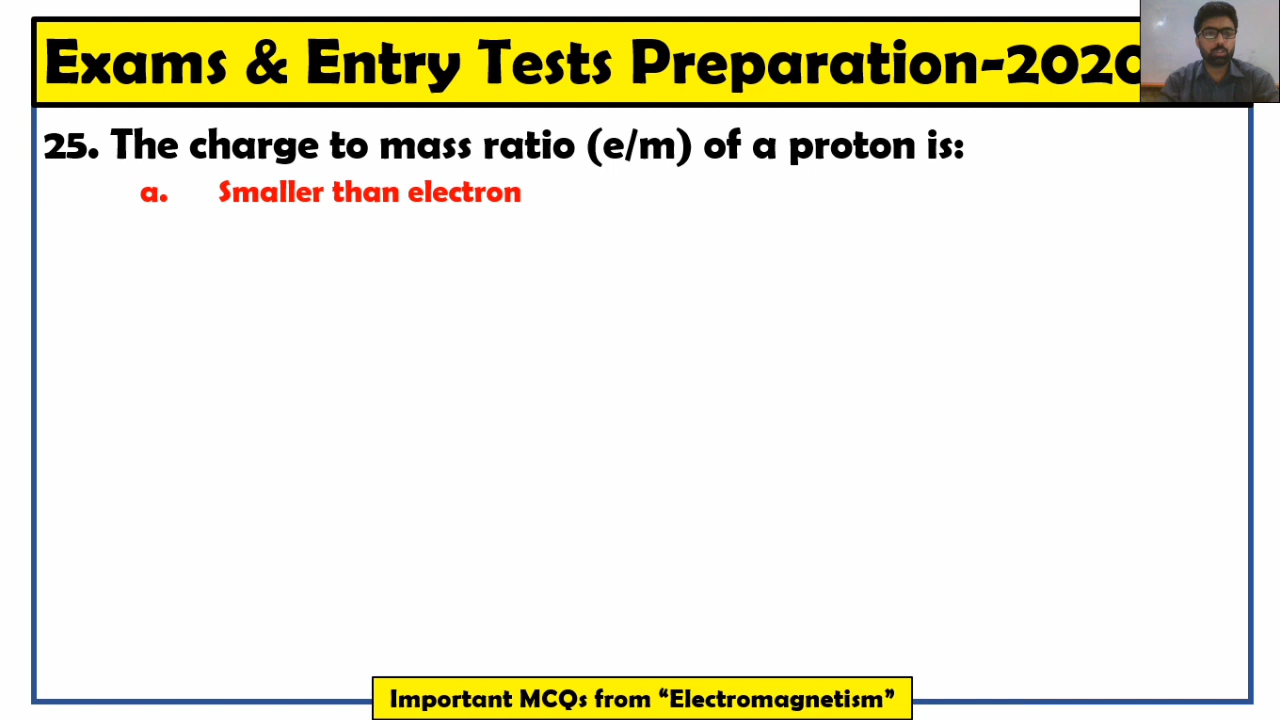 Exams & Entry Tests Preparation-2020
25. The charge to mass ratio (e/m) of a proton is:
a. Smaller than electron
Important MCQs from “Electromagnetism”